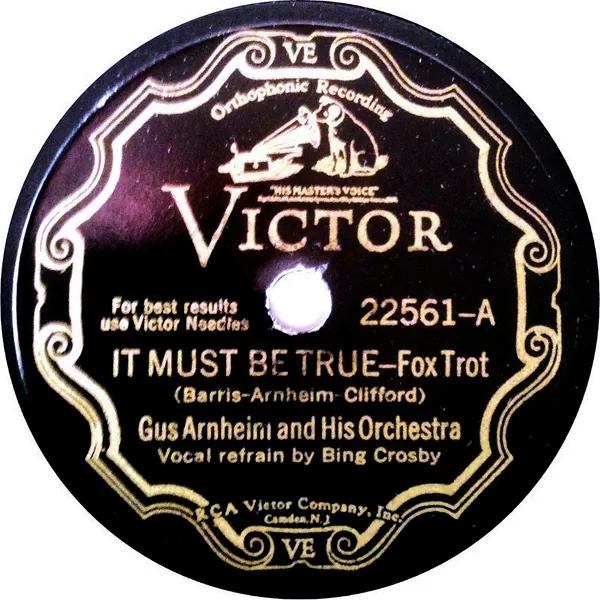 VE
Orthophonic Recording
"HIS MASTER'S VOICE"
VICTOR
For best results
use Victor Needles
22561-A
IT MUST BE TRUE-Fox Trot
(Barris-Arnheim-Clifford)
Gus Arnheim and His Orchestra
Vocal refrain by Bing Crosby
RCA Victor Company, Inc.
Camden, N.J.
VE